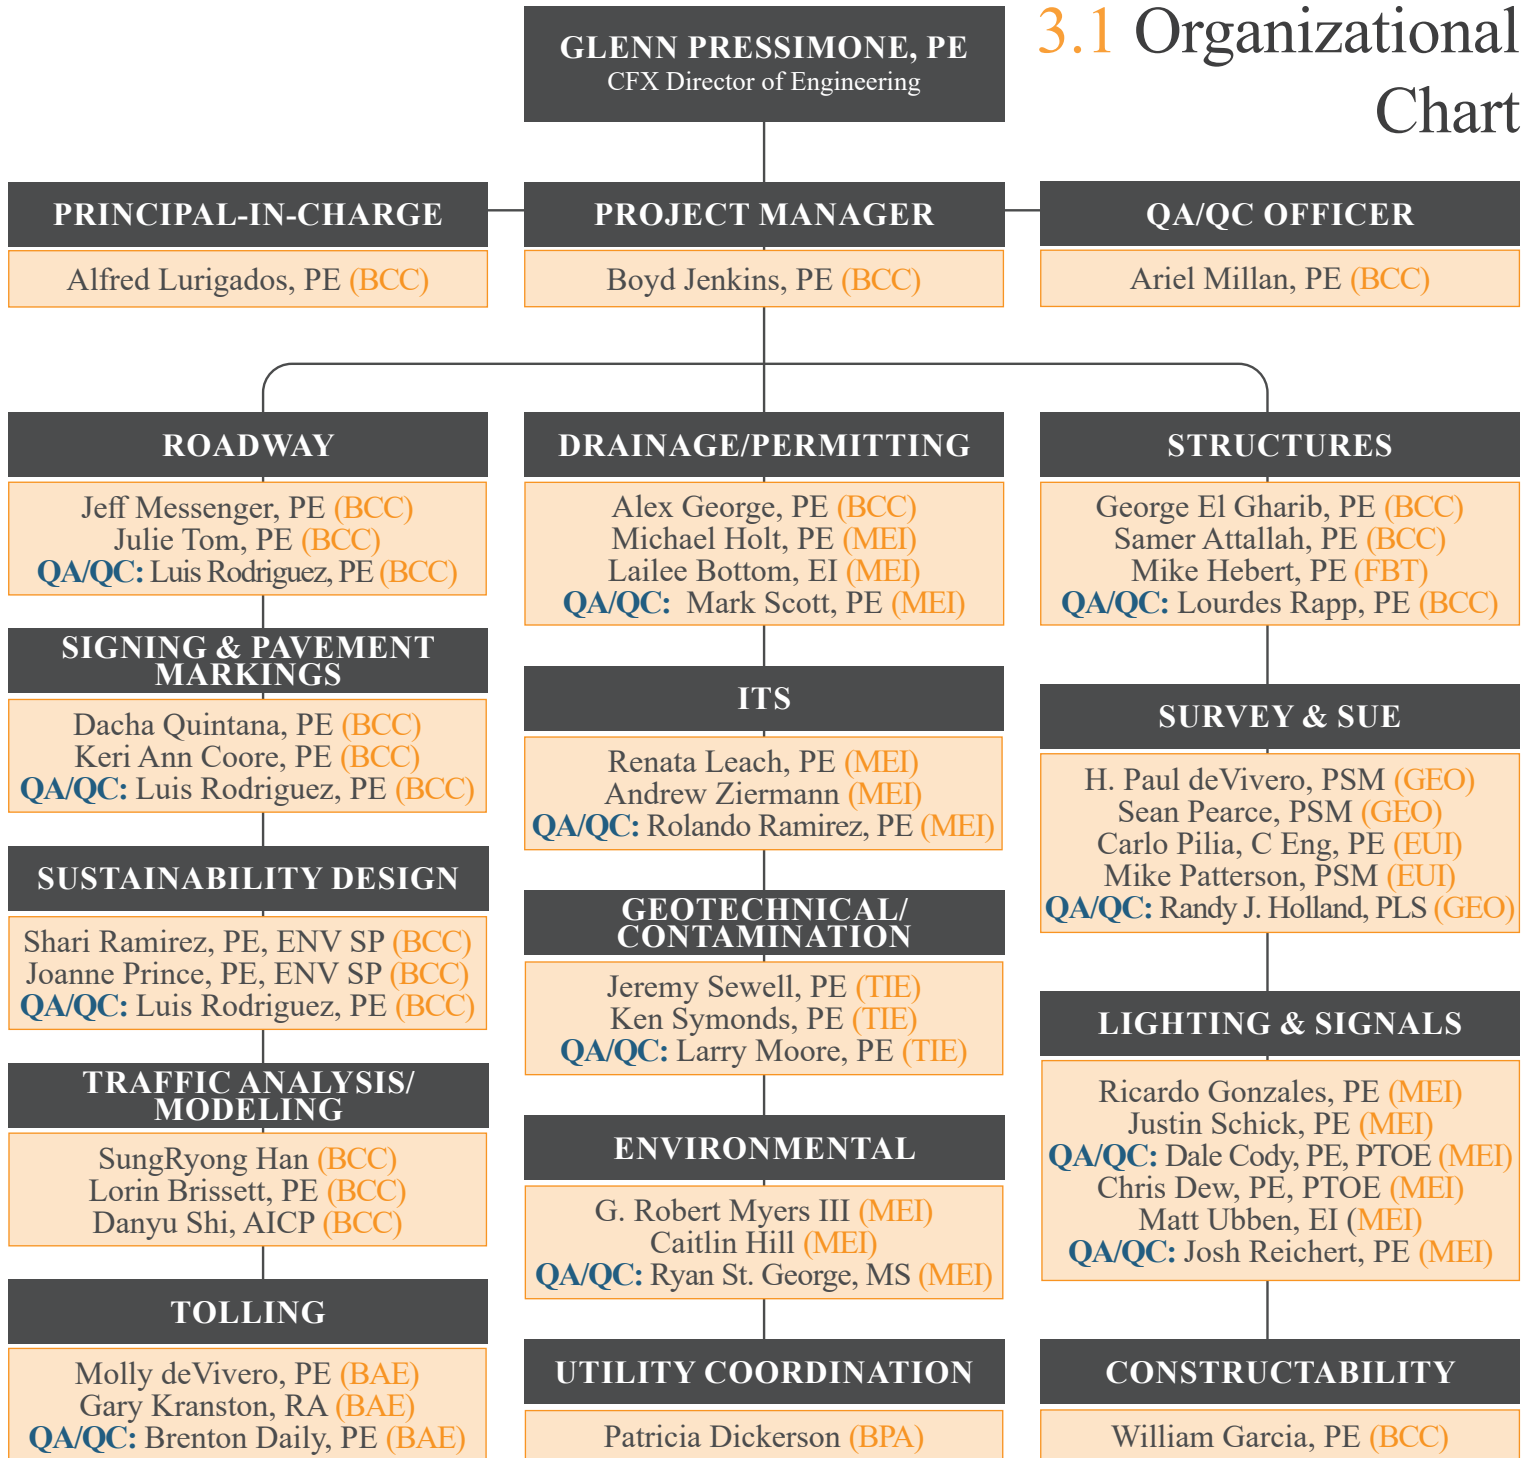 3.1 Organizational
Chart
GLENN PRESSIMONE, PE
CFX Director of Engineering
PRINCIPAL-IN-CHARGE
Alfred Lurigados, PE (BCC)
PROJECT MANAGER
Boyd Jenkins, PE (BCC)
QA/QC OFFICER
Ariel Millan, PE (BCC)
ROADWAY
Jeff Messenger, PE (BCC)
Julie Tom, PE (BCC)
QA/QC: Luis Rodriguez, PE (BCC)
SIGNING & PAVEMENT
MARKINGS
Dacha Quintana, PE (BCC)
Keri Ann Coore, PE (BCC)
QA/QC: Luis Rodriguez, PE (BCC)
SUSTAINABILITY DESIGN
Shari Ramirez, PE, ENV SP (BCC)
Joanne Prince, PE, ENV SP (BCC)
QA/QC: Luis Rodriguez, PE (BCC)
TRAFFIC ANALYSIS/
MODELING
SungRyong Han (BCC)
Lorin Brissett, PE (BCC)
Danyu Shi, AICP (BCC)
TOLLING
Molly deVivero, PE (BAE)
Gary Kranston, RA (BAE)
QA/QC: Brenton Daily, PE (BAE)
DRAINAGE/PERMITTING
Alex George, PE (BCC)
Michael Holt, PE (MEI)
Lailee Bottom, EI (MEI)
QA/QC: Mark Scott, PE (MEI)
ITS
Renata Leach, PE (MEI)
Andrew Ziermann (MEI)
QA/QC: Rolando Ramirez, PE (MEI)
GEOTECHNICAL/
CONTAMINATION
Jeremy Sewell, PE (TIE)
Ken Symonds, PE (TIE)
QA/QC: Larry Moore, PE (TIE)
ENVIRONMENTAL
G. Robert Myers III (MEI)
Caitlin Hill (MEI)
QA/QC: Ryan St. George, MS (MEI)
UTILITY COORDINATION
Patricia Dickerson (BPA)
STRUCTURES
George El Gharib, PE (BCC)
Samer Attallah, PE (BCC)
Mike Hebert, PE (FBT)
QA/QC: Lourdes Rapp, PE (BCC)
SURVEY & SUE
H. Paul deVivero, PSM (GEO)
Sean Pearce, PSM (GEO)
Carlo Pilia, C Eng, PE (EUI)
Mike Patterson, PSM (EUI)
QA/QC: Randy J. Holland, PLS (GEO)
LIGHTING & SIGNALS
Ricardo Gonzales, PE (MEI)
Justin Schick, PE (MEI)
QA/QC: Dale Cody, PE, PTOE (MEI)
Chris Dew, PE, PTOE (MEI)
Matt Ubben, EI (MEI)
QA/QC: Josh Reichert, PE (MEI)
CONSTRUCTABILITY
William Garcia, PE (BCC)